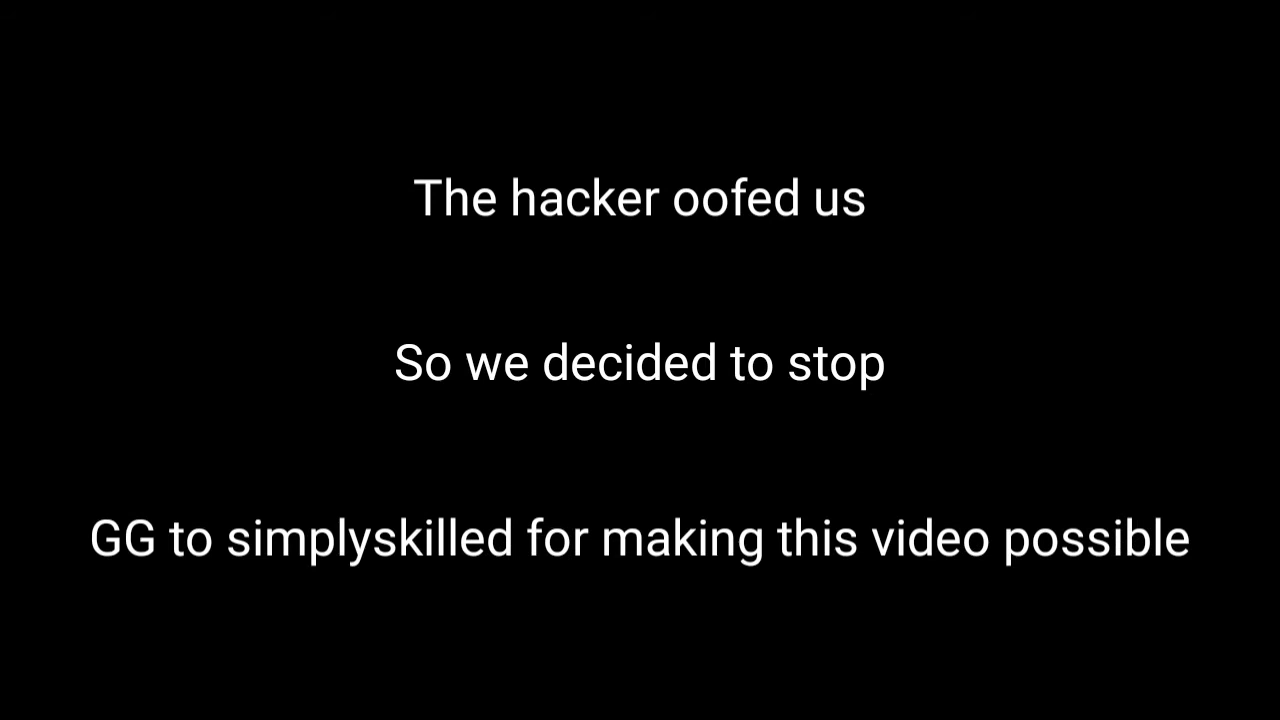 The hacker oofed us
So we decided to stop
GG to simplyskilled for making this video possible